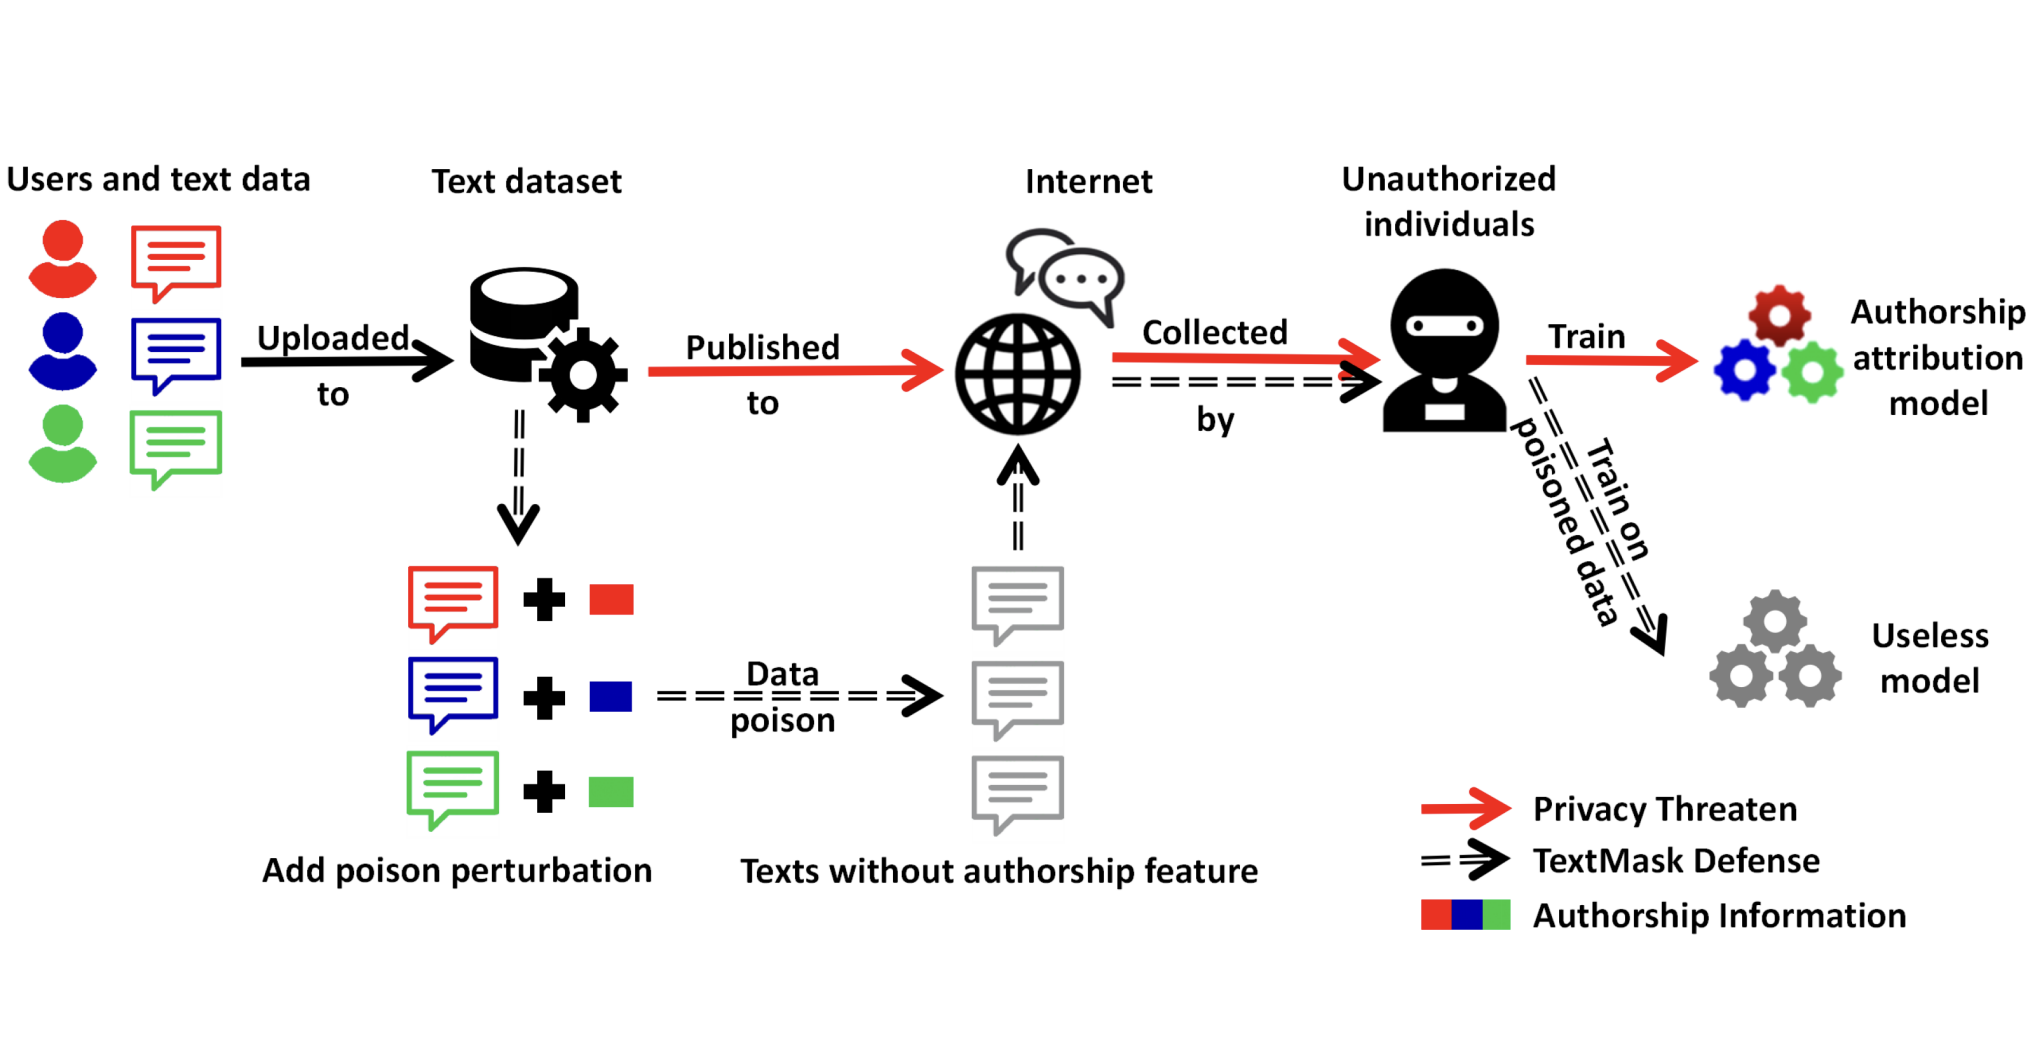 Users and text data
Text dataset
Internet
Unauthorized
individuals
Uploaded
to
Published
to
Collected
by
Train
Authorship
attribution
model
Train on
poisoned data
Useless
model
Data
poison
Add poison perturbation
Texts without authorship feature
Privacy Threaten
TextMask Defense
Authorship Information